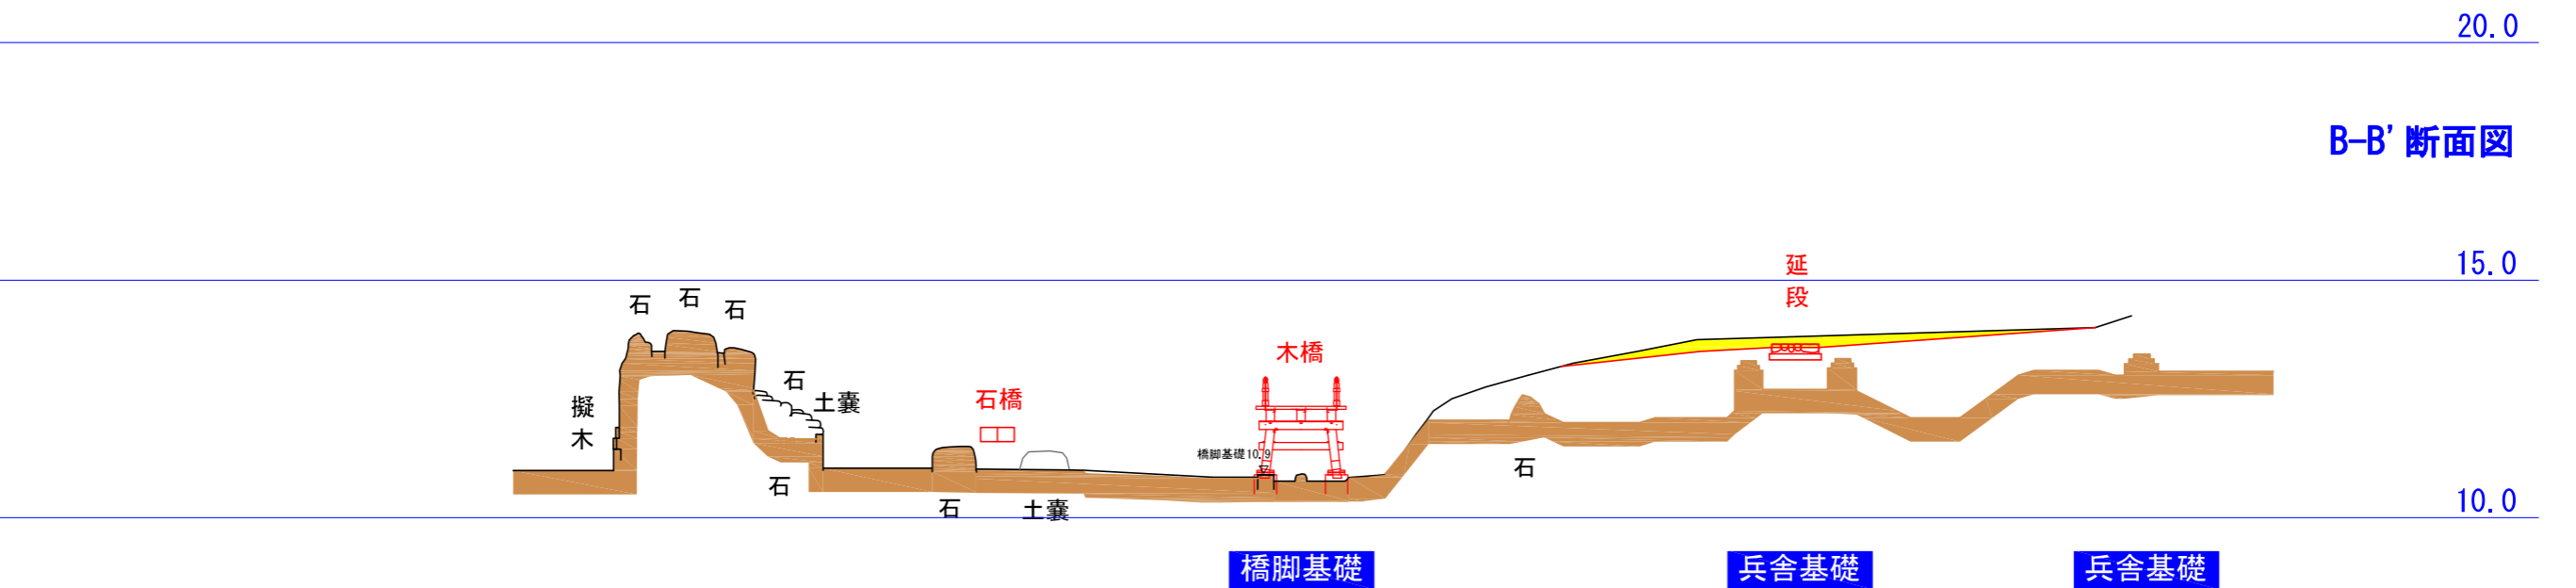 20.0
B-B' 断面図
15.0
延段
石
石
石
木橋
石
擬木
土嚢
石橋
橋脚基礎10.9
石
石
石
土嚢
10.0
橋脚基礎
兵舎基礎
兵舎基礎